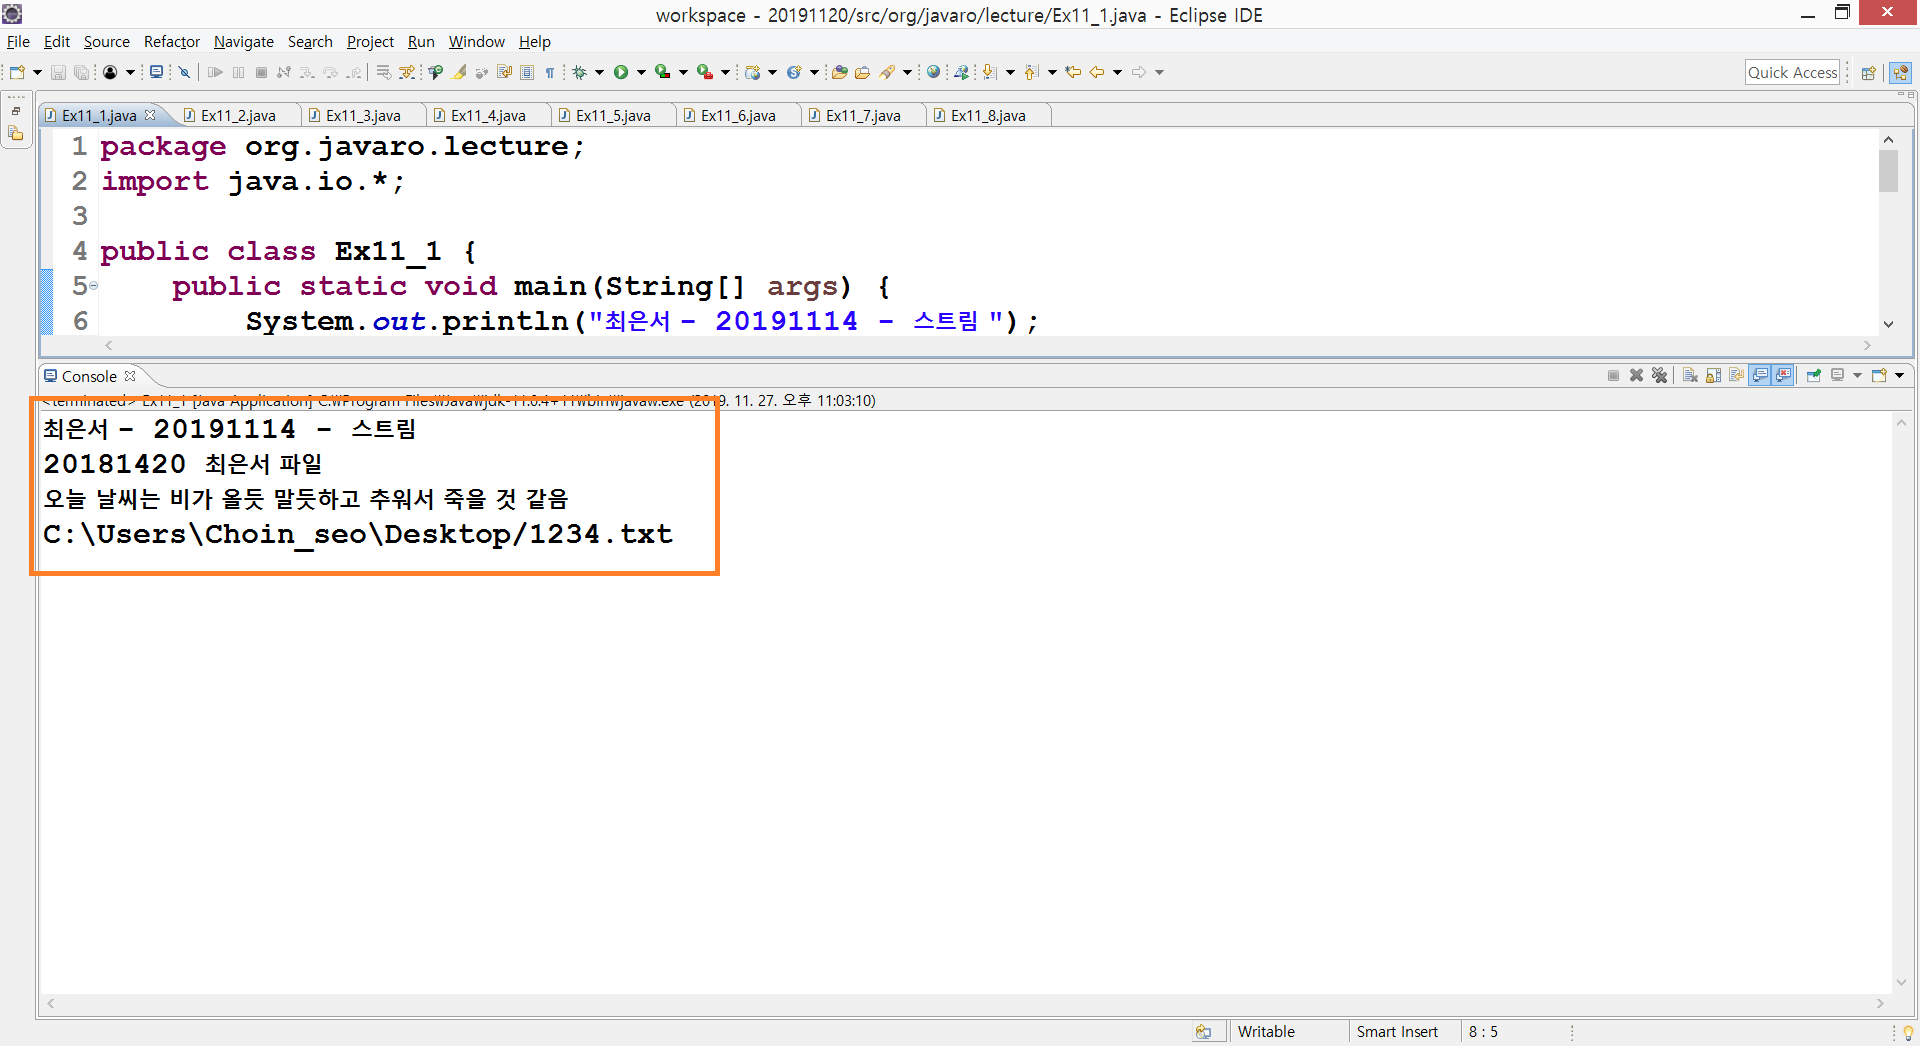 workspace - 20191120/src/org/javaro/lecture/Ex11_1.java - Eclipse IDE
File Edit Source Refactor Navigate Search Project Run Window Help
Quick Access
Ex11_1.java Ex11_2.java Ex11_3.java Ex11_4.java Ex11_5.java Ex11_6.java Ex11_7.java Ex11_8.java
1 package org.javaro.lecture;
2 import java.io.*;
3
4 public class Ex11_1 {
5 public static void main(String[] args) {
6 System.out.println("최은서 - 20191114 - 스트림 ");
Console
<terminated> Ex11_1 [Java Application] C:₩Program Files₩Java₩jdk-11.0.4+11₩bin₩javaw.exe (2019. 11. 27. 오후 11:03:10)
최은서 - 20191114 - 스트림
20181420 최은서 파일
오늘 날씨는 비가 올듯 말듯하고 추워서 죽을 것 같음
C:\Users\Choin_seo\Desktop/1234.txt
Writable Smart Insert 8 : 5